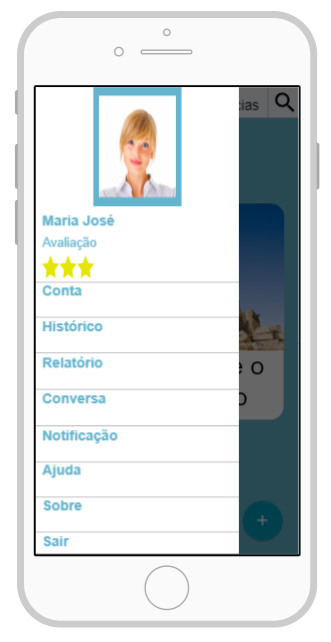 Maria José
Avaliação
Conta
Histórico
Relatório
Conversa
Notificação
Ajuda
Sobre
Sair
cias
e o
o
+